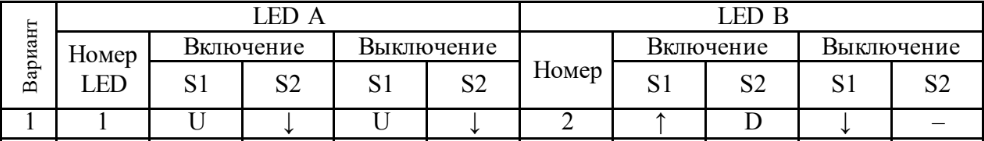 Вариант LED A LED B
Номер LED Включение Выключение Номер Включение Выключение
S1 S2 S1 S2 S1 S2 S1 S2
1 1 U ↓ U ↓ 2 ↑ D ↓ –